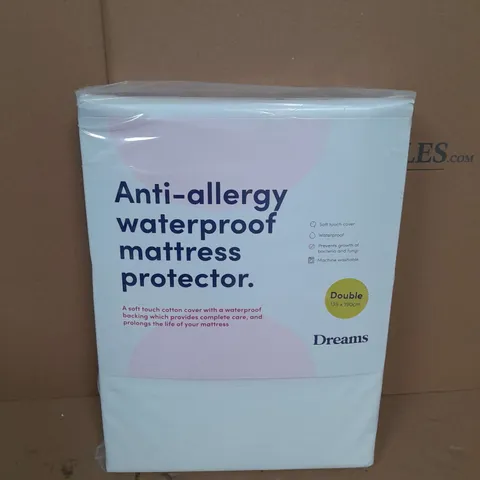 LES.COM
Anti-allergy
waterproof
mattress
protector.
Soft touch cover
Waterproof
Prevents growth of
bacteria and fungi
Machine washable
A soft touch cotton cover with a waterproof
backing which provides complete care, and
prolongs the life of your mattress
Double
135 x 190cm
Dreams